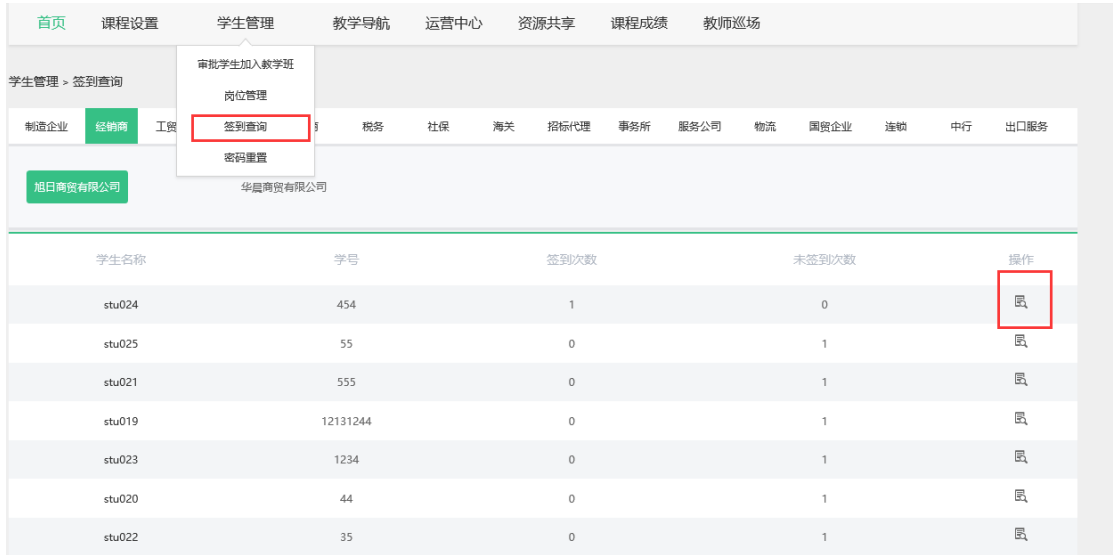 首页 课程设置 学生管理 教学导航 运营中心 资源共享 课程成绩 教师巡场
审批学生加入教学班
学生管理 > 签到查询
岗位管理
制造企业 经销商 工贸 签到查询 税务 社保 海关 招标代理 事务所 服务公司 物流 国贸企业 连锁 中行 出口服务
密码重置
旭日商贸有限公司 华晨商贸有限公司
学生名称 学号 签到次数 未签到次数 操作
stu024 454 1 0
stu025 55 0 1
stu021 555 0 1
stu019 12131244 0 1
stu023 1234 0 1
stu020 44 0 1
stu022 35 0 1